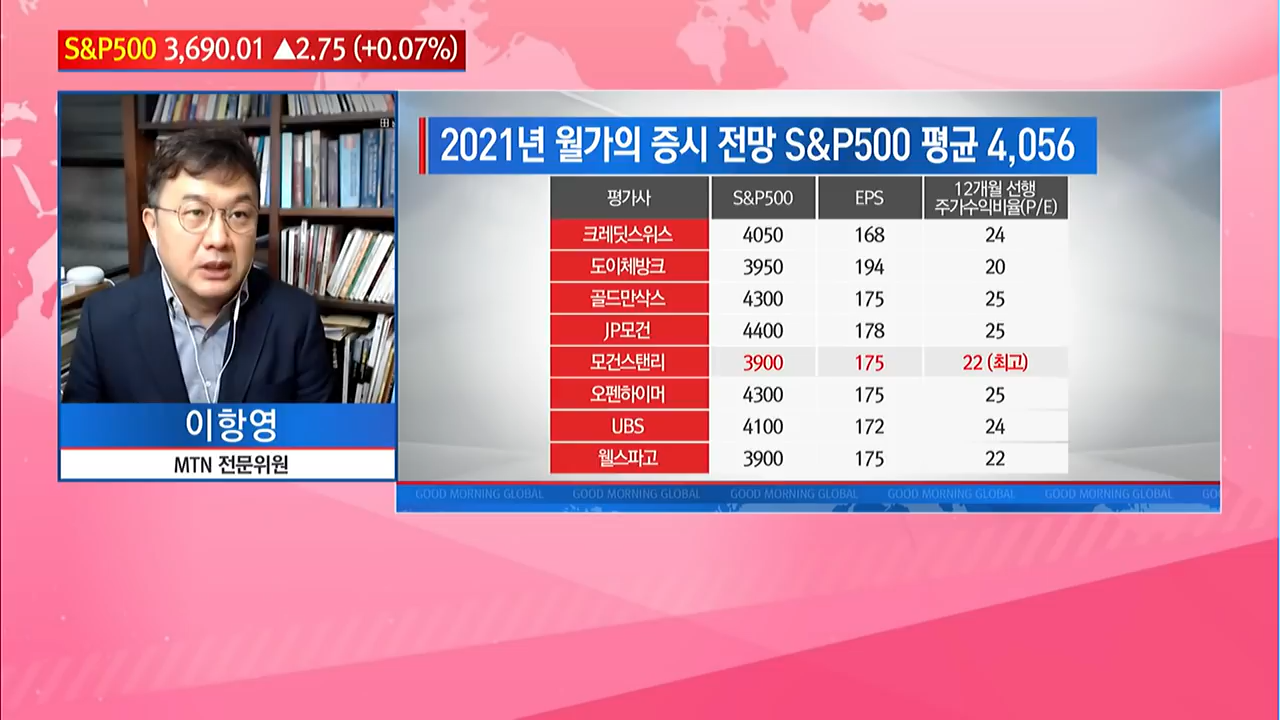 S&P500 3,690.01 ▲2.75 (+0.07%)
2021년 월가의 증시 전망 S&P500 평균 4,056
평가사 S&P500 EPS 12개월 선행
주가수익비율(P/E)
크레딧스위스 4050 168 24
도이체방크 3950 194 20
골드만삭스 4300 175 25
JP모건 4400 178 25
모건스탠리 3900 175 22 (최고)
오펜하이머 4300 175 25
UBS 4100 172 24
웰스파고 3900 175 22
이항영
MTN 전문위원
GOOD MORNING GLOBAL GOOD MORNING GLOBAL GOOD MORNING GLOBAL GOOD MORNING GLOBAL GOOD MORNING GLOBAL GO